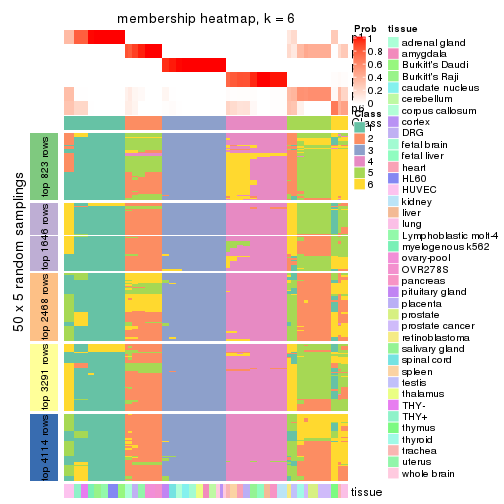 membership heatmap, k = 6
50 x 5 random samplings
top 823 rows
top 1646 rows
top 2468 rows
top 3291 rows
top 4114 rows
Prob
1
0.8
0.6
0.4
0.2
0
Class
1
2
3
4
5
6
Class
tissue
tissue
adrenal gland
amygdala
Burkitt's Daudi
Burkitt's Raji
caudate nucleus
cerebellum
corpus callosum
cortex
DRG
fetal brain
fetal liver
heart
HL60
HUVEC
kidney
liver
lung
Lymphoblastic molt-4
myelogenous k562
ovary-pool
OVR278S
pancreas
pituitary gland
placenta
prostate
prostate cancer
retinoblastoma
salivary gland
spinal cord
spleen
testis
thalamus
THY-
THY+
thymus
thyroid
trachea
uterus
whole brain